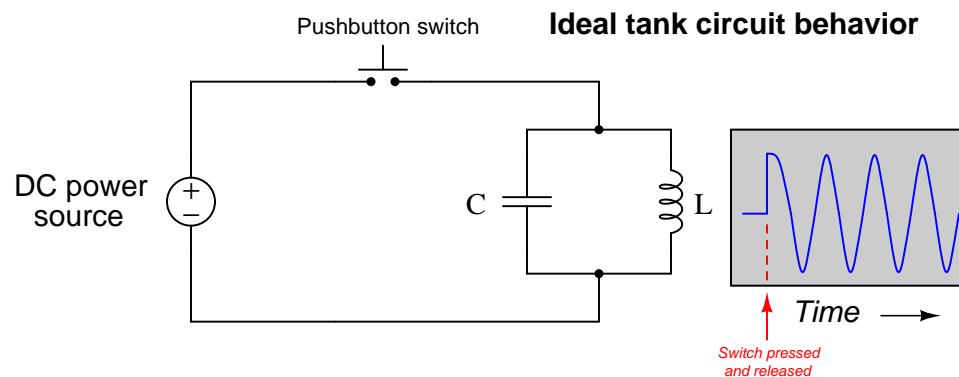 Ideal tank circuit behavior
Pushbutton switch
DC power
source
+
−
C
L
Time
Switch pressed
and released